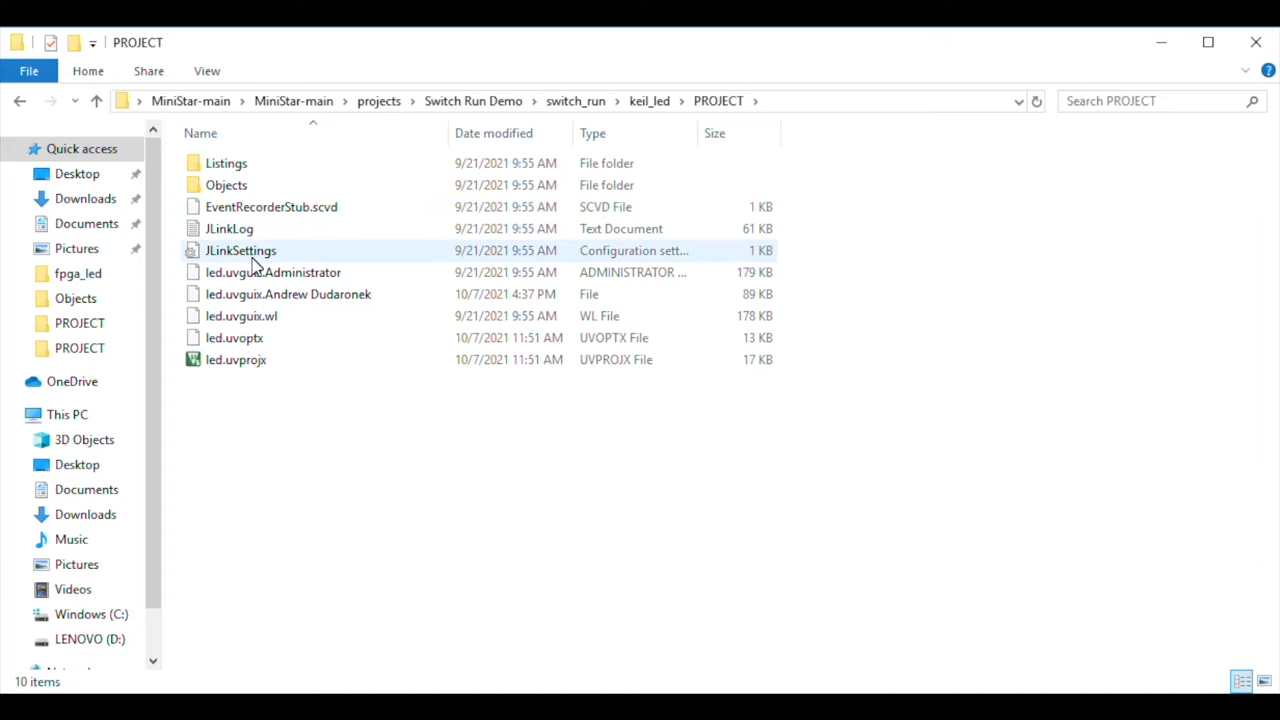 PROJECT
File Home Share View
MiniStar-main MiniStar-main projects Switch Run Demo switch_run keil_led PROJECT Search PROJECT
Name Date modified Type Size
Quick access
Desktop
Downloads
Documents
Pictures
fpga_led
Objects
PROJECT
PROJECT
OneDrive
This PC
3D Objects
Desktop
Documents
Downloads
Music
Pictures
Videos
Windows (C:)
LENOVO (D:)
Listings 9/21/2021 9:55 AM File folder
Objects 9/21/2021 9:55 AM File folder
EventRecorderStub.scvd 9/21/2021 9:55 AM SCVD File 1 KB
JLinkLog 9/21/2021 9:55 AM Text Document 61 KB
JLinkSettings 9/21/2021 9:55 AM Configuration sett... 1 KB
led.uvguix.Administrator 9/21/2021 9:55 AM ADMINISTRATOR ... 179 KB
led.uvguix.Andrew Dudaronek 10/7/2021 4:37 PM File 89 KB
led.uvguix.wl 9/21/2021 9:55 AM WL File 178 KB
led.uvoptx 10/7/2021 11:51 AM UVOPTX File 13 KB
led.uvprojx 10/7/2021 11:51 AM UVPROJX File 17 KB
10 items